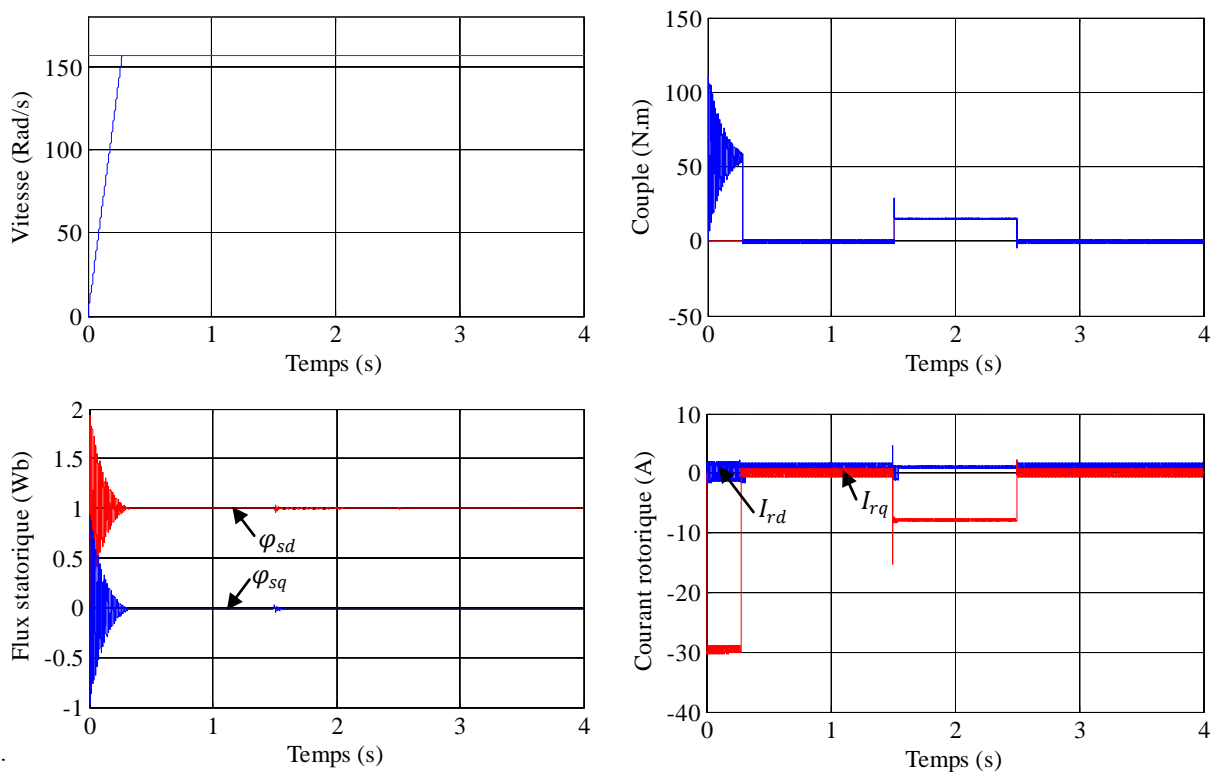 Vitesse (Rad/s)
150
100
50
0
0 1 2 3 4
Temps (s)
Couple (N.m)
150
100
50
0
-50
0 1 2 3 4
Temps (s)
Flux statorique (Wb)
2
1.5
1
0.5
0
-0.5
-1
φsd
φsq
0 1 2 3 4
Temps (s)
.
Courant rotorique (A)
10
0
-10
-20
-30
-40
Ird
Irq
0 1 2 3 4
Temps (s)